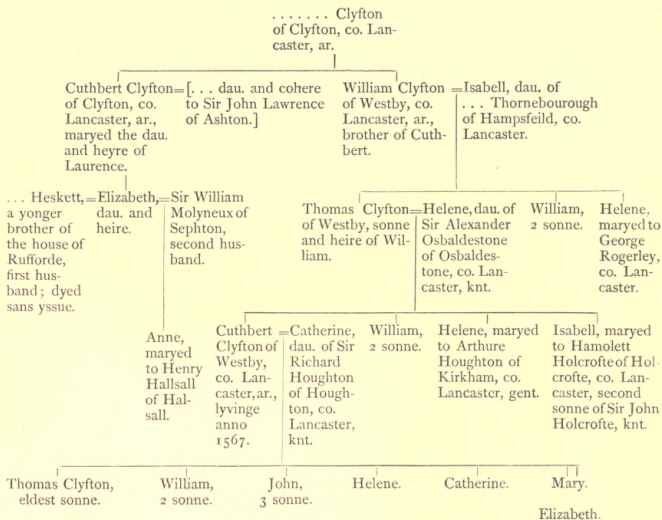 . . . . . . . Clyfton
of Clyfton, co. Lan-
caster, ar.
Cuthbert Clyfton=
of Clyfton, co.
Lancaster, ar.,
maryed the dau.
and heyre of
Laurence.
[. . . dau. and cohere
to Sir John Lawrence
of Ashton.]
William Clyfton
of Westby, co.
Lancaster, ar.,
brother of Cuth-
bert.
=Isabell, dau. of
. . . Thornebourough
of Hampsfeild, co.
Lancaster.
. . . Heskett,=
a yonger
brother of
the house of
Rufforde,
first hus-
band; dyed
sans yssue.
Elizabeth,=
dau. and
heire.
Sir William
Molyneux of
Sephton,
second hus-
band.
Thomas Clyfton=
of Westby, sonne
and heire of Wil-
liam.
Helene, dau. of
Sir Alexander
Osbaldestone
of Osbaldes-
tone, co. Lan-
caster, knt.
William,
2 sonne.
Helene,
maryed to
George
Rogerley,
co. Lan-
caster.
Anne,
maryed
to Henry
Hallsall
of Hal-
sall.
Cuthbert
Clyfton of
Westby,
co. Lan-
caster, ar.,
lyvinge
anno
1567.
=Catherine,
dau. of Sir
Richard
Houghton
of Hough-
ton, co.
Lancaster,
knt.
William,
2 sonne.
Helene, maryed
to Arthure
Houghton of
Kirkham, co.
Lancaster, gent.
Isabell, maryed
to Hamolett
Holcrofte of Hol-
crofte, co. Lan-
caster, second
sonne of Sir John
Holcrofte, knt.
Thomas Clyfton,
eldest sonne.
William,
2 sonne.
John,
3 sonne.
Helene.
Catherine.
Mary.
Elizabeth.